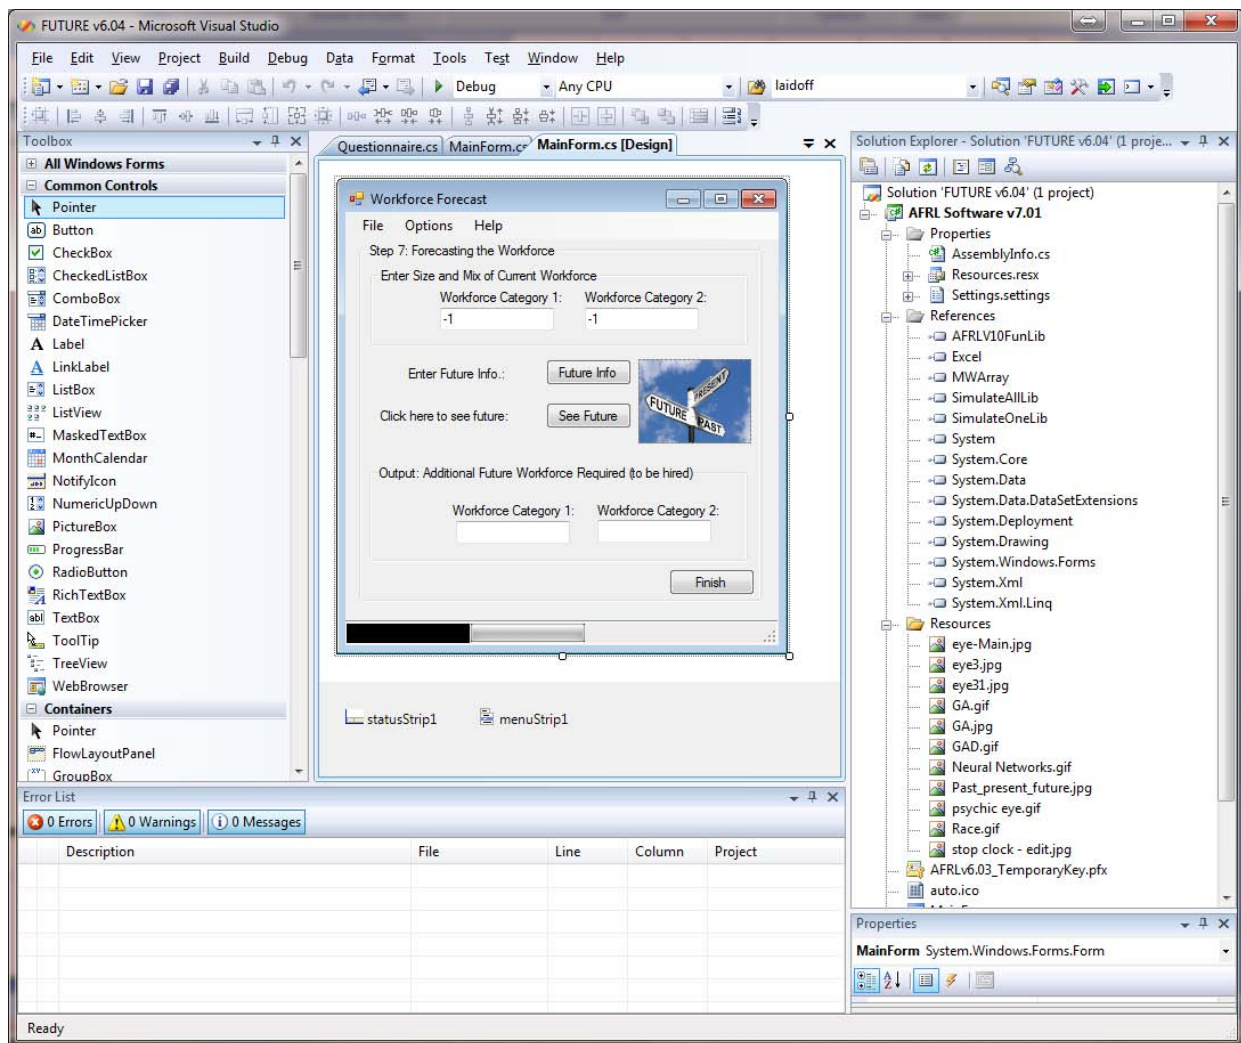 FUTURE v6.04 - Microsoft Visual Studio
File Edit View Project Build Debug Data Format Tools Test Window Help
Debug Any CPU laidoff
Toolbox
All Windows Forms
Common Controls
Pointer
Button
CheckBox
CheckedListBox
ComboBox
DateTimePicker
Label
LinkLabel
ListBox
ListView
MaskedTextBox
MonthCalendar
NotifyIcon
NumericUpDown
PictureBox
ProgressBar
RadioButton
RichTextBox
TextBox
ToolTip
TreeView
WebBrowser
Containers
Pointer
FlowLayoutPanel
GroupBox
Questionnaire.cs MainForm.cs MainForm.cs [Design]
Workforce Forecast
File Options Help
Step 7: Forecasting the Workforce
Enter Size and Mix of Current Workforce
Workforce Category 1: Workforce Category 2:
-1 -1
Enter Future Info.: Future Info
Click here to see future: See Future
PRESENT
FUTURE
PAST
Output: Additional Future Workforce Required (to be hired)
Workforce Category 1: Workforce Category 2:
Finish
statusStrip1 menuStrip1
Solution Explorer - Solution 'FUTURE v6.04' (1 proje...
Solution 'FUTURE v6.04' (1 project)
AFRL Software v7.01
Properties
AssemblyInfo.cs
Resources.resx
Settings.settings
References
AFRLV10FunLib
Excel
MWArray
SimulateAllLib
SimulateOneLib
System
System.Core
System.Data
System.Data.DataSetExtensions
System.Deployment
System.Drawing
System.Windows.Forms
System.Xml
System.Xml.Linq
Resources
eye-Main.jpg
eye3.jpg
eye31.jpg
GA.gif
GA.jpg
GAD.gif
Neural Networks.gif
Past_present_future.jpg
psychic eye.gif
Race.gif
stop clock - edit.jpg
AFRLv6.03_TemporaryKey.pfx
auto.ico
Properties
MainForm System.Windows.Forms.Form
Error List
0 Errors 0 Warnings 0 Messages
Description File Line Column Project
Ready